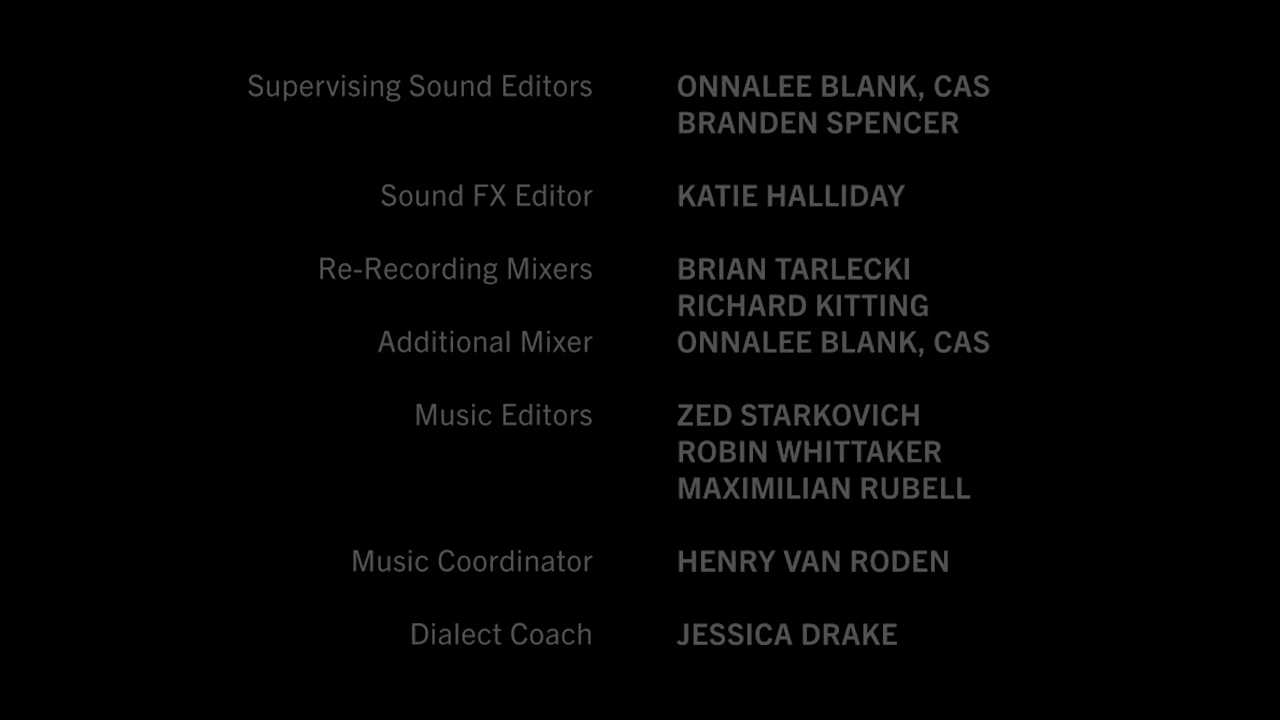 Supervising Sound Editors ONNALEE BLANK, CAS
BRANDEN SPENCER
Sound FX Editor KATIE HALLIDAY
Re-Recording Mixers BRIAN TARLECKI
RICHARD KITTING
Additional Mixer ONNALEE BLANK, CAS
Music Editors ZED STARKOVICH
ROBIN WHITTAKER
MAXIMILIAN RUBELL
Music Coordinator HENRY VAN RODEN
Dialect Coach JESSICA DRAKE